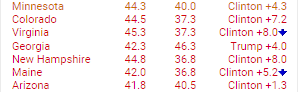 Minnesota 44.3 40.0 Clinton +4.3
Colorado 44.5 37.3 Clinton +7.2
Virginia 45.3 37.3 Clinton +8.0
Georgia 42.3 46.3 Trump +4.0
New Hampshire 44.8 36.8 Clinton +8.0
Maine 42.0 36.8 Clinton +5.2
Arizona 41.8 40.5 Clinton +1.3